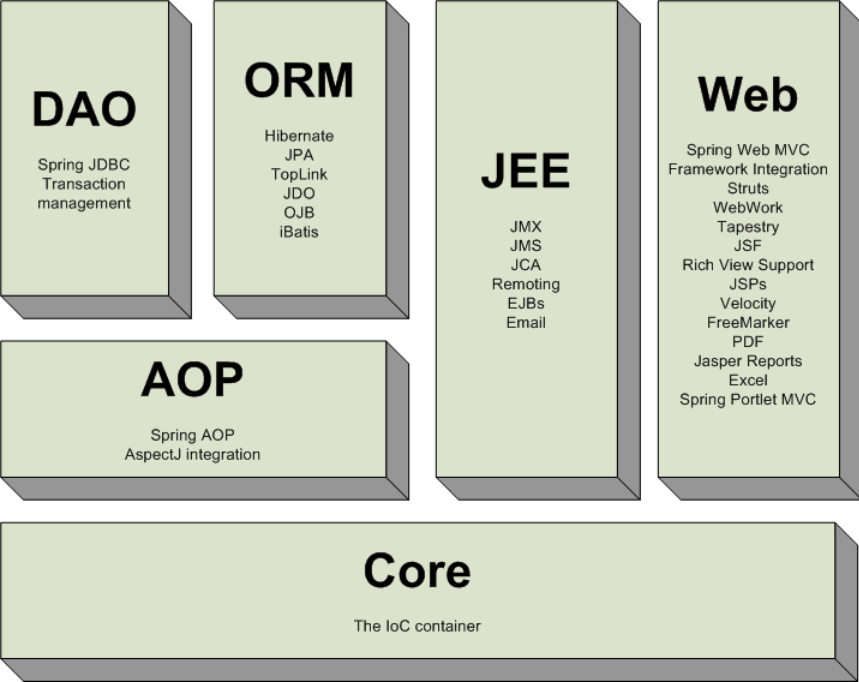 DAO
Spring JDBC
Transaction
management
ORM
Hibernate
JPA
TopLink
JDO
OJB
iBatis
JEE
JMX
JMS
JCA
Remoting
EJBs
Email
Web
Spring Web MVC
Framework Integration
Struts
WebWork
Tapestry
JSF
Rich View Support
JSPs
Velocity
FreeMarker
PDF
Jasper Reports
Excel
Spring Portlet MVC
AOP
Spring AOP
AspectJ integration
Core
The IoC container